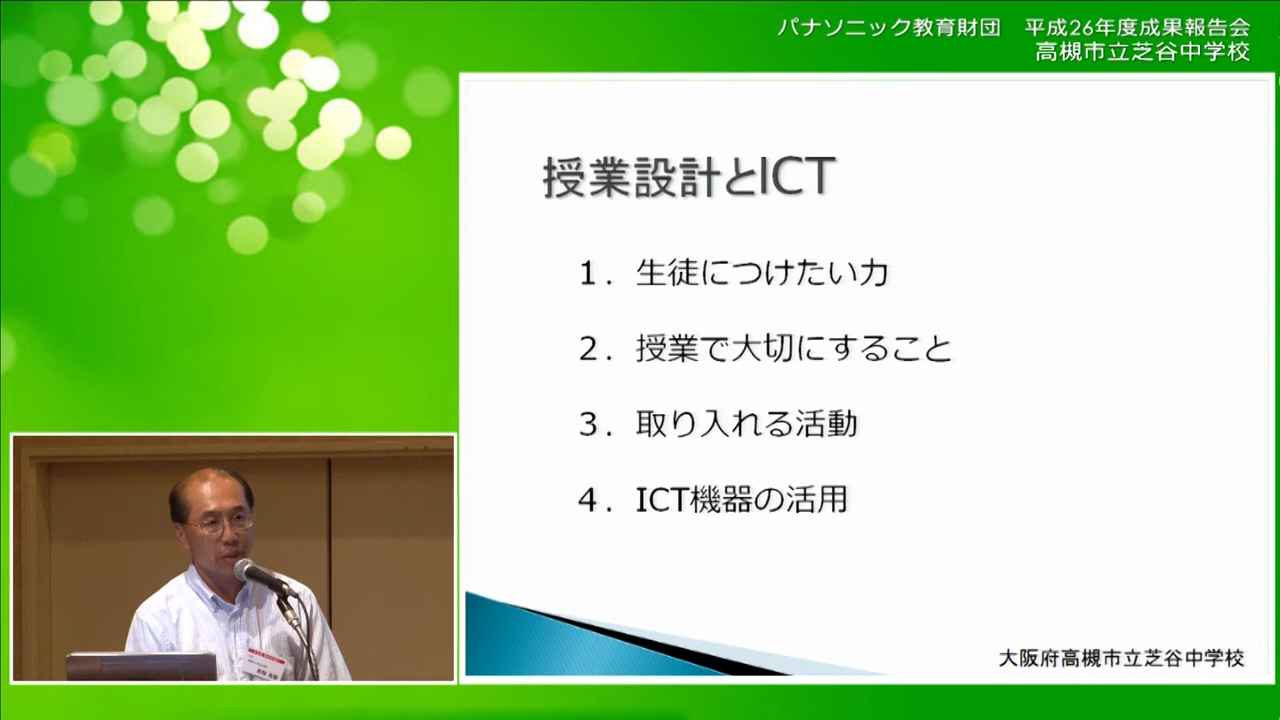 パナソニック教育財団　平成26年度成果報告会
高槻市立芝谷中学校
授業設計とICT
１．生徒につけたい力
２．授業で大切にすること
３．取り入れる活動
４．ICT機器の活用
大阪府高槻市立芝谷中学校